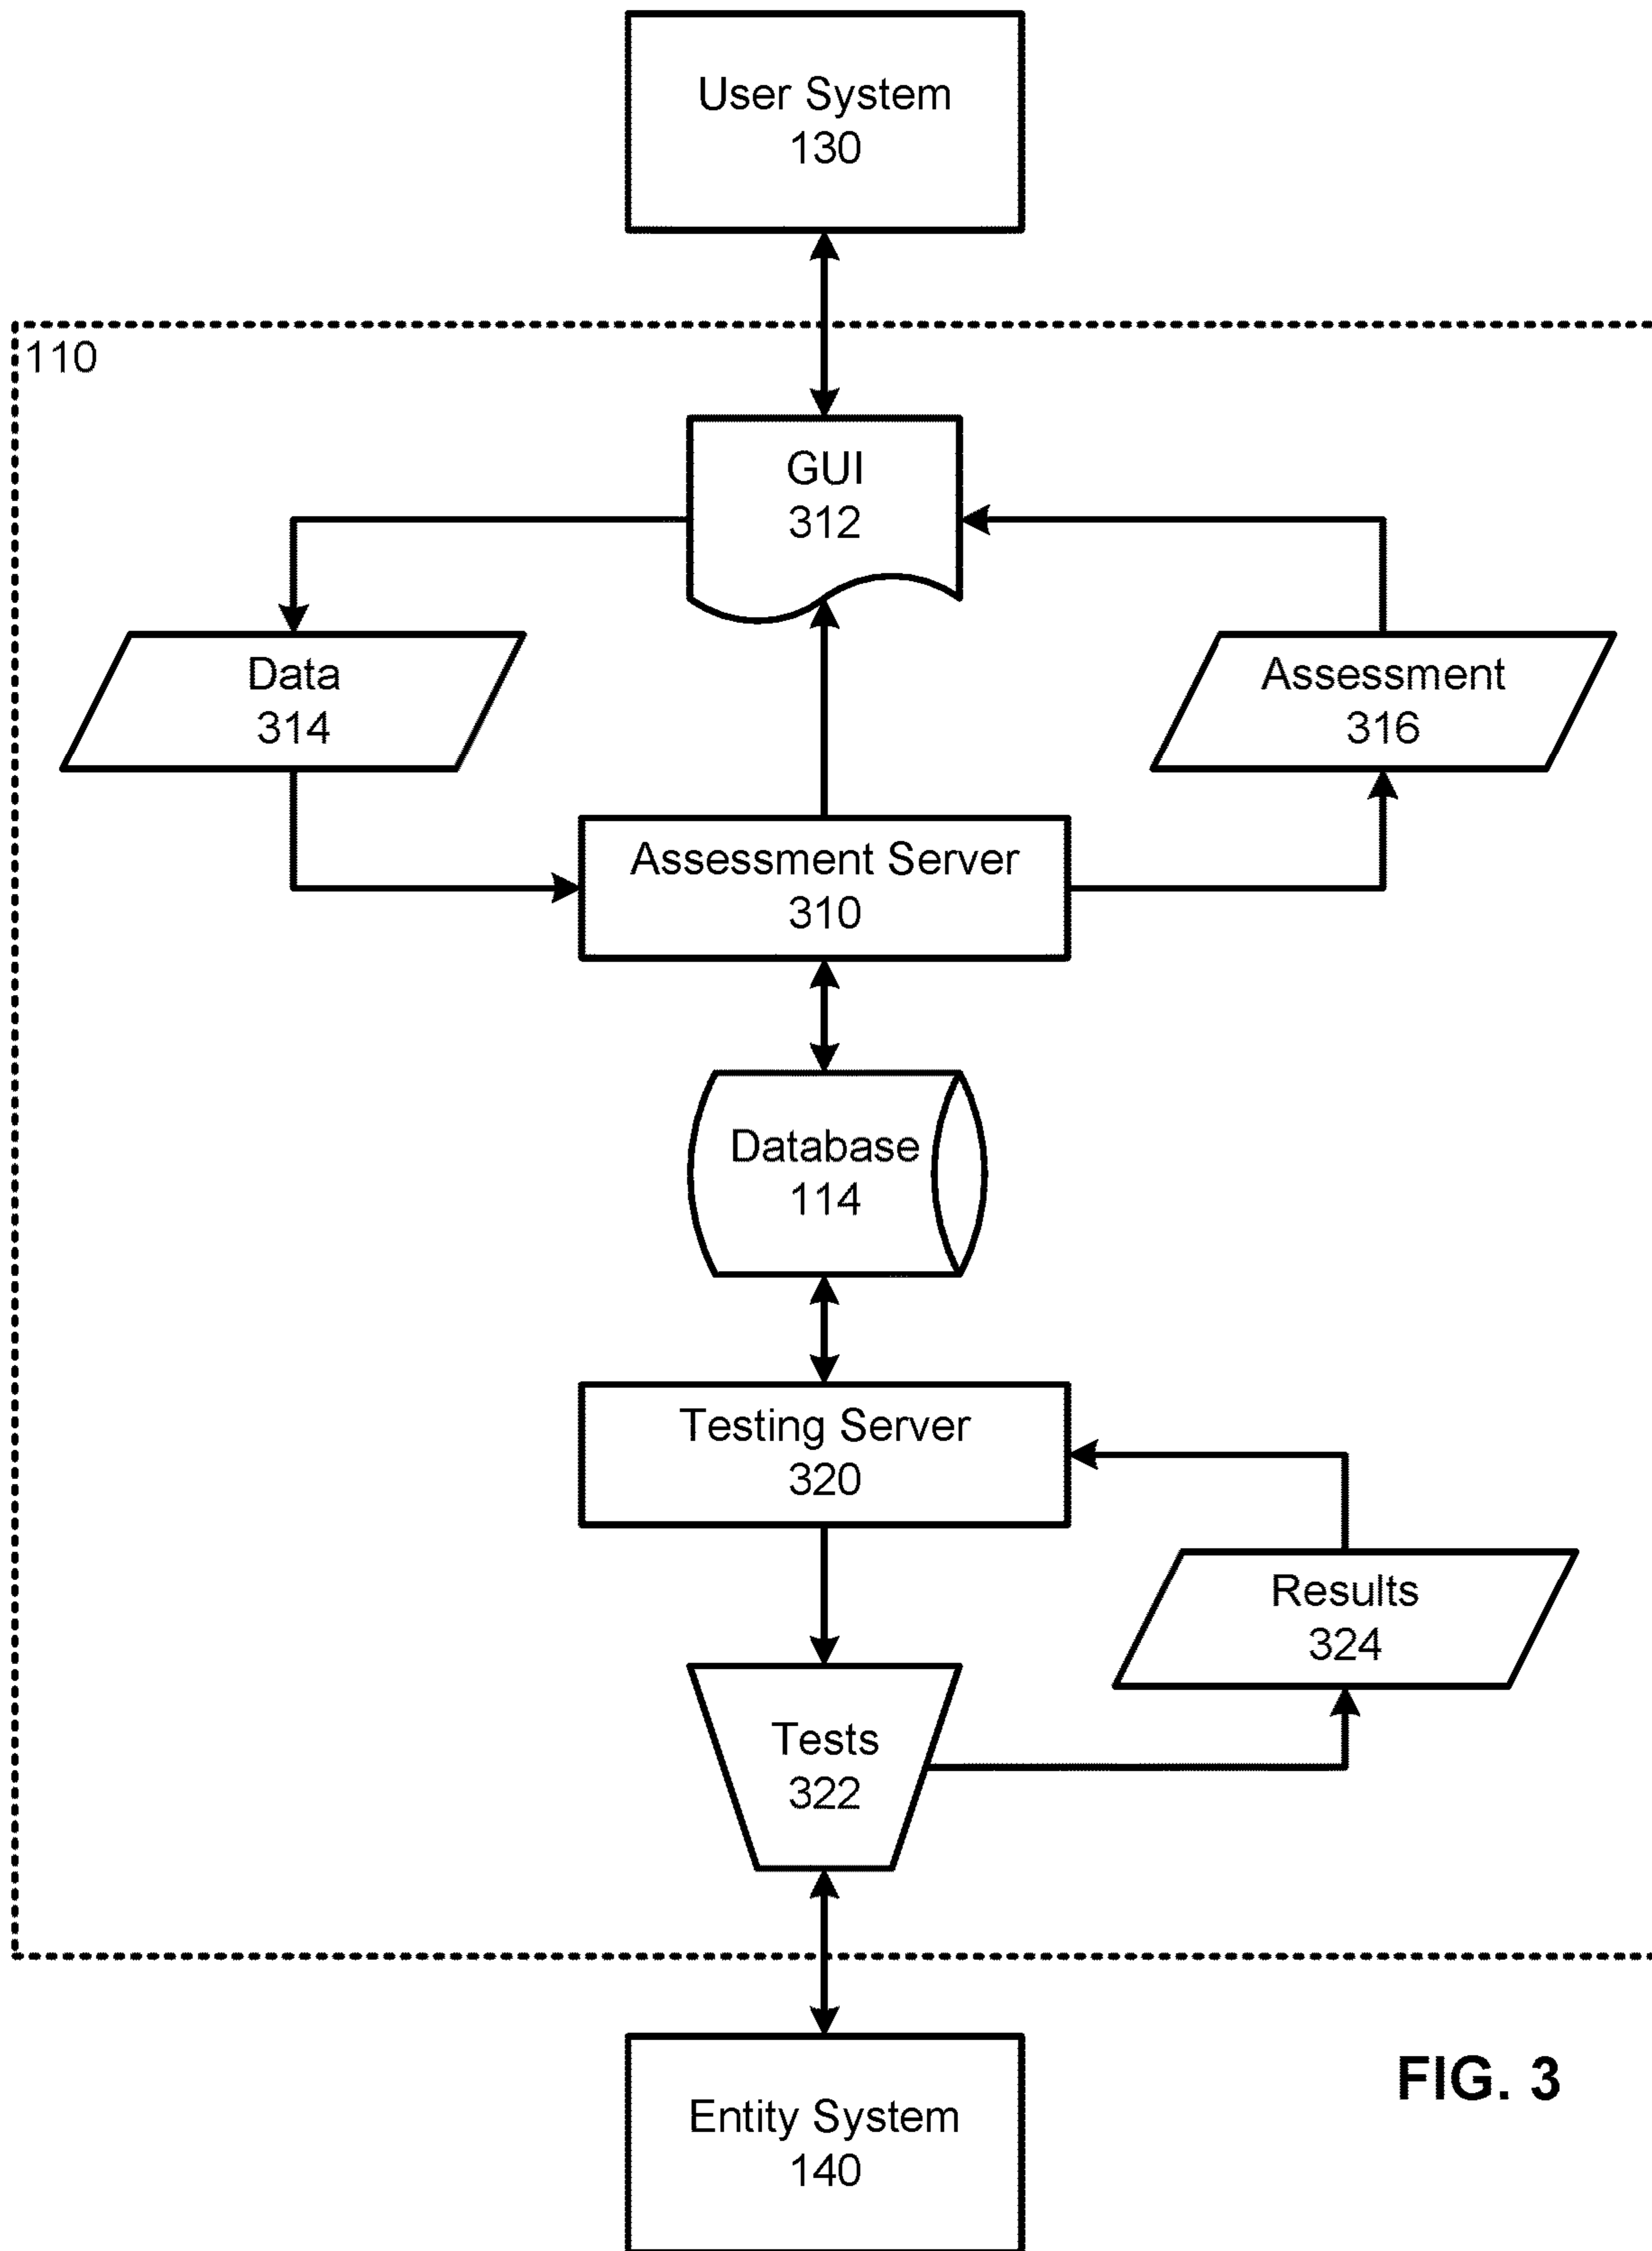 User System
130
110
GUI
312
Data
314
Assessment
316
Assessment Server
310
Database
114
Testing Server
320
Results
324
Tests
322
Entity System
140
FIG. 3